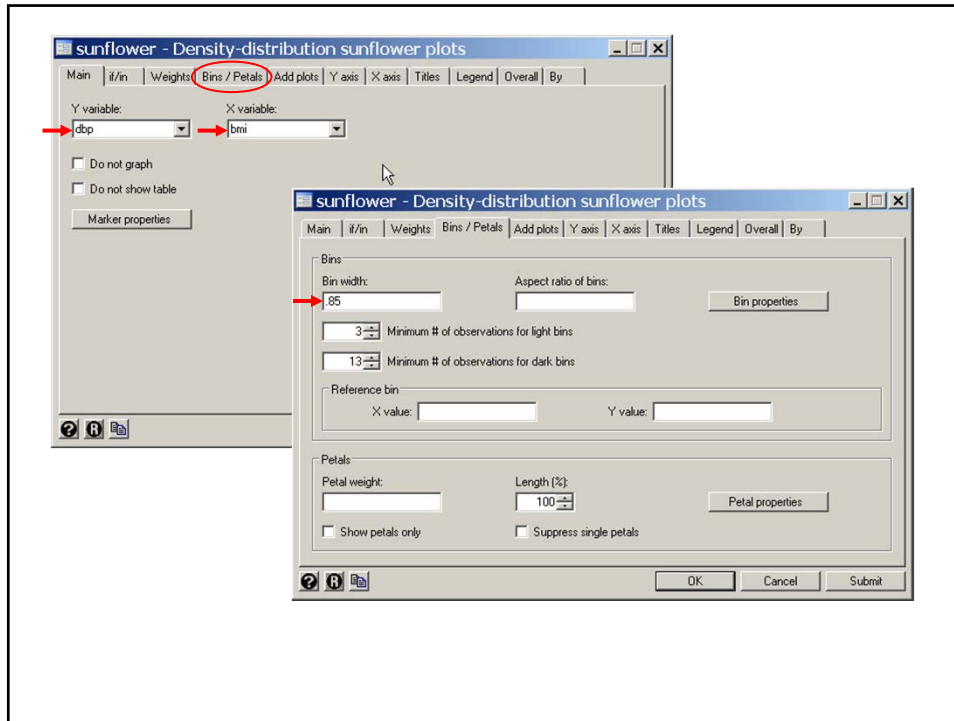 sunflower - Density-distribution sunflower plots
Main if/in Weights Bins / Petals Add plots Y axis X axis Titles Legend Overall By
Y variable: X variable:
dbp bmi
Do not graph
Do not show table
Marker properties
sunflower - Density-distribution sunflower plots
Main if/in Weights Bins / Petals Add plots Y axis X axis Titles Legend Overall By
Bins
Bin width: Aspect ratio of bins:
.85 Bin properties
3 Minimum # of observations for light bins
13 Minimum # of observations for dark bins
Reference bin
X value: Y value:
Petals
Petal weight: Length (%):
100 Petal properties
Show petals only Suppress single petals
OK Cancel Submit